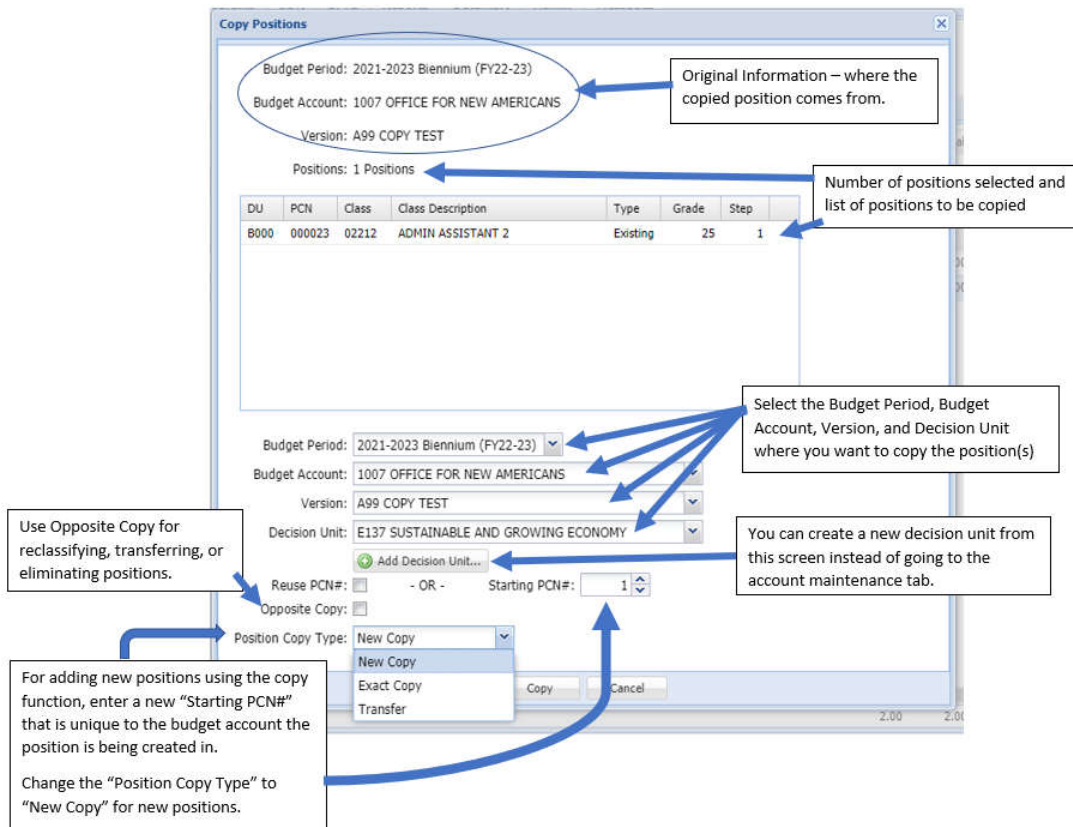 Copy Positions
Budget Period: 2021-2023 Biennium (FY22-23)
Budget Account: 1007 OFFICE FOR NEW AMERICANS
Version: A99 COPY TEST
Positions: 1 Positions
Original Information – where the
copied position comes from.
Number of positions selected and
list of positions to be copied
DU PCN Class Class Description Type Grade Step
B000 000023 02212 ADMIN ASSISTANT 2 Existing 25 1
Select the Budget Period, Budget
Account, Version, and Decision Unit
where you want to copy the position(s)
Budget Period: 2021-2023 Biennium (FY22-23)
Budget Account: 1007 OFFICE FOR NEW AMERICANS
Version: A99 COPY TEST
Decision Unit: E137 SUSTAINABLE AND GROWING ECONOMY
Add Decision Unit...
You can create a new decision unit from
this screen instead of going to the
account maintenance tab.
Use Opposite Copy for
reclassifying, transferring, or
eliminating positions.
Reuse PCN#: - OR - Starting PCN#: 1
Opposite Copy:
Position Copy Type: New Copy
New Copy
Exact Copy
Transfer
Copy Cancel
2.00 2.0
For adding new positions using the copy
function, enter a new “Starting PCN#”
that is unique to the budget account the
position is being created in.
Change the “Position Copy Type” to
“New Copy” for new positions.